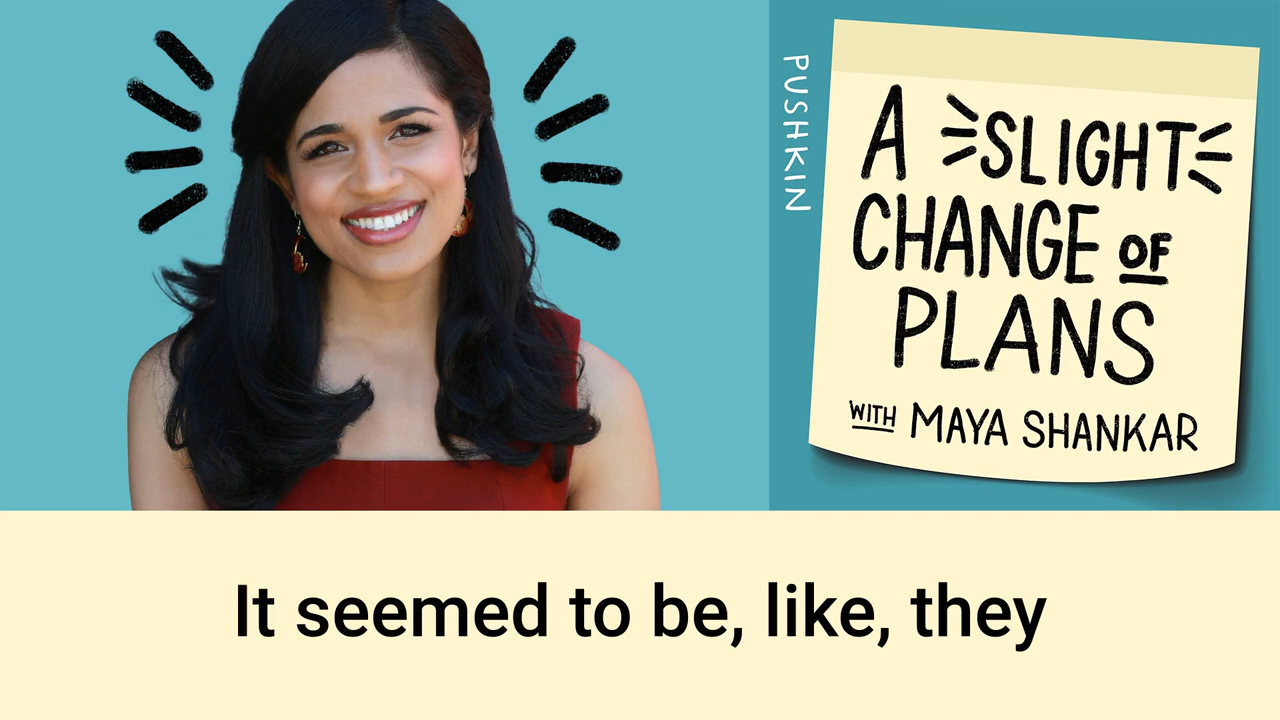 PUSHKIN
A SLIGHT
CHANGE OF
PLANS
WITH MAYA SHANKAR
It seemed to be, like, they